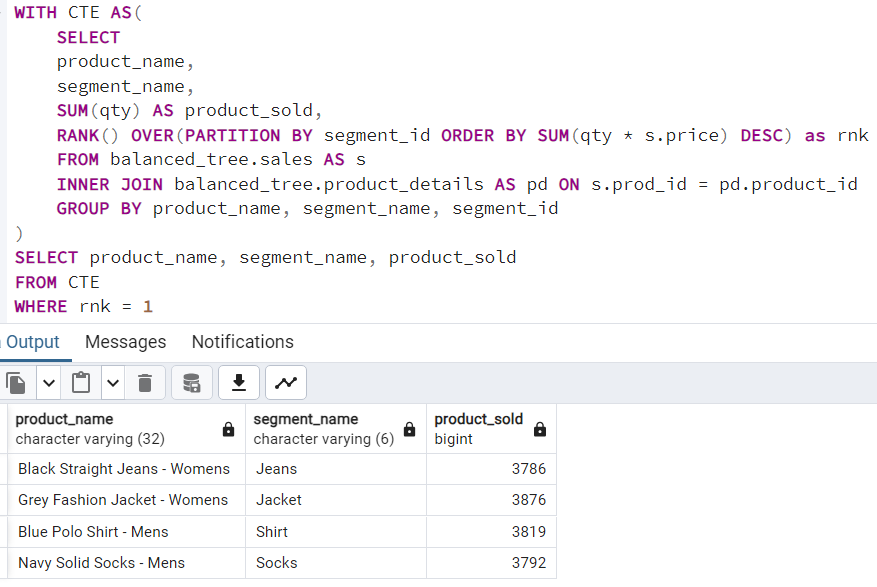 WITH CTE AS(
    SELECT
    product_name,
    segment_name,
    SUM(qty) AS product_sold,
    RANK() OVER(PARTITION BY segment_id ORDER BY SUM(qty * s.price) DESC) as rnk
    FROM balanced_tree.sales AS s
    INNER JOIN balanced_tree.product_details AS pd ON s.prod_id = pd.product_id
    GROUP BY product_name, segment_name, segment_id
)
SELECT product_name, segment_name, product_sold
FROM CTE
WHERE rnk = 1
Output Messages Notifications
product_name segment_name product_sold
character varying (32) character varying (6) bigint
Black Straight Jeans - Womens Jeans 3786
Grey Fashion Jacket - Womens Jacket 3876
Blue Polo Shirt - Mens Shirt 3819
Navy Solid Socks - Mens Socks 3792